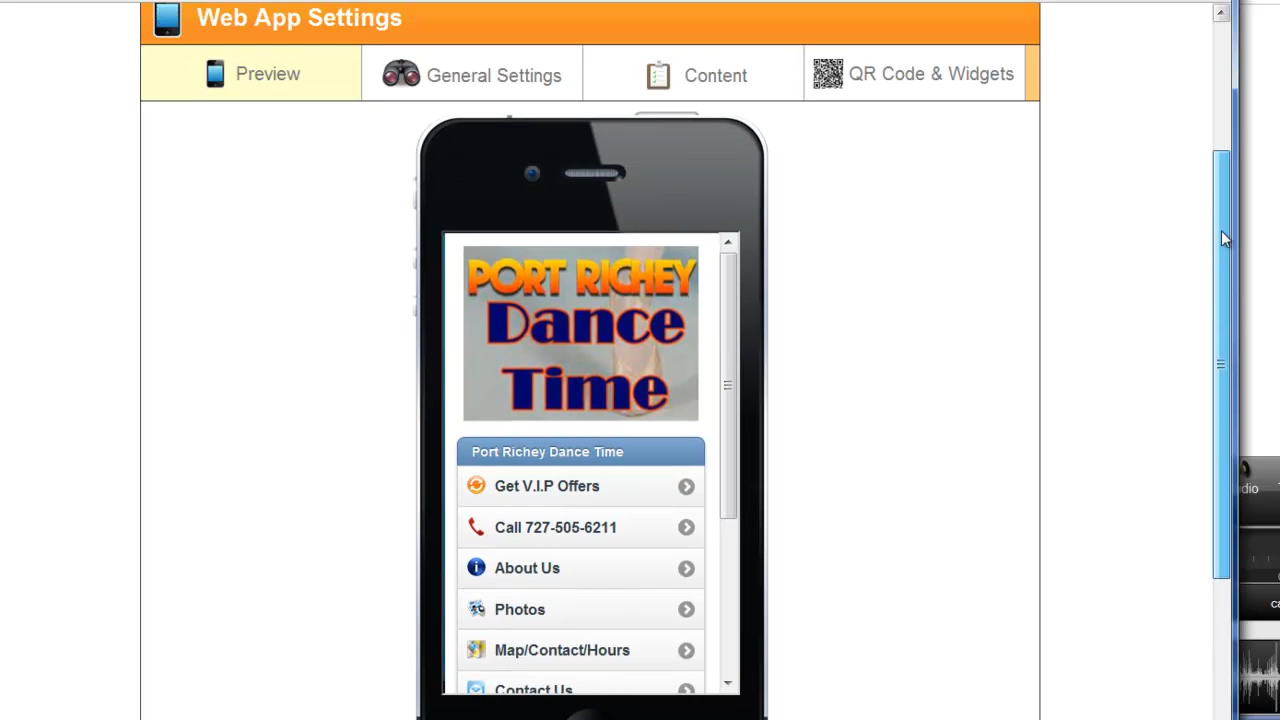 Web App Settings
Preview
General Settings
Content
QR Code & Widgets
PORT RICHEY
Dance
Time
Port Richey Dance Time
Get V.I.P Offers
Call 727-505-6211
About Us
Photos
Map/Contact/Hours
Contact Us